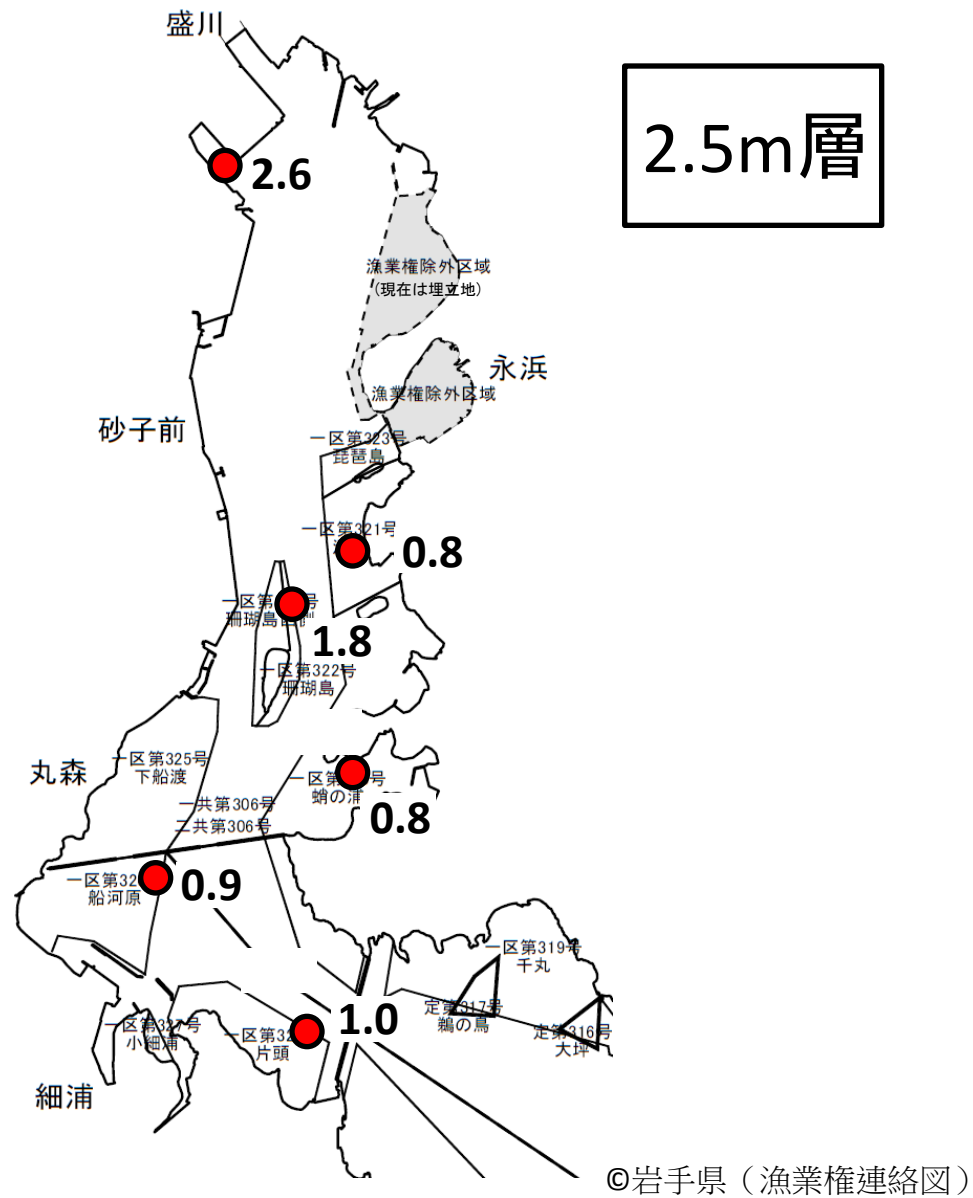 盛川
2.5m層
2.6
漁業権除外区域
(現在は埋立地)
永浜
漁業権除外区域
砂子前
一区第323号
琵琶島
一区第321号
0.8
一区第
号
珊瑚島
1.8
一区第322号
珊瑚島
丸森
一区第325号
下船渡
一区第
号
蛸の浦
一共第306号
二共第306号
0.8
一区第32
船河原
0.9
一区第319号
千丸
定第317号
鵜の鳥
定第316号
大坪
1.0
一区第327号
小細浦
一区第32
片頭
細浦
©岩手県（漁業権連絡図）